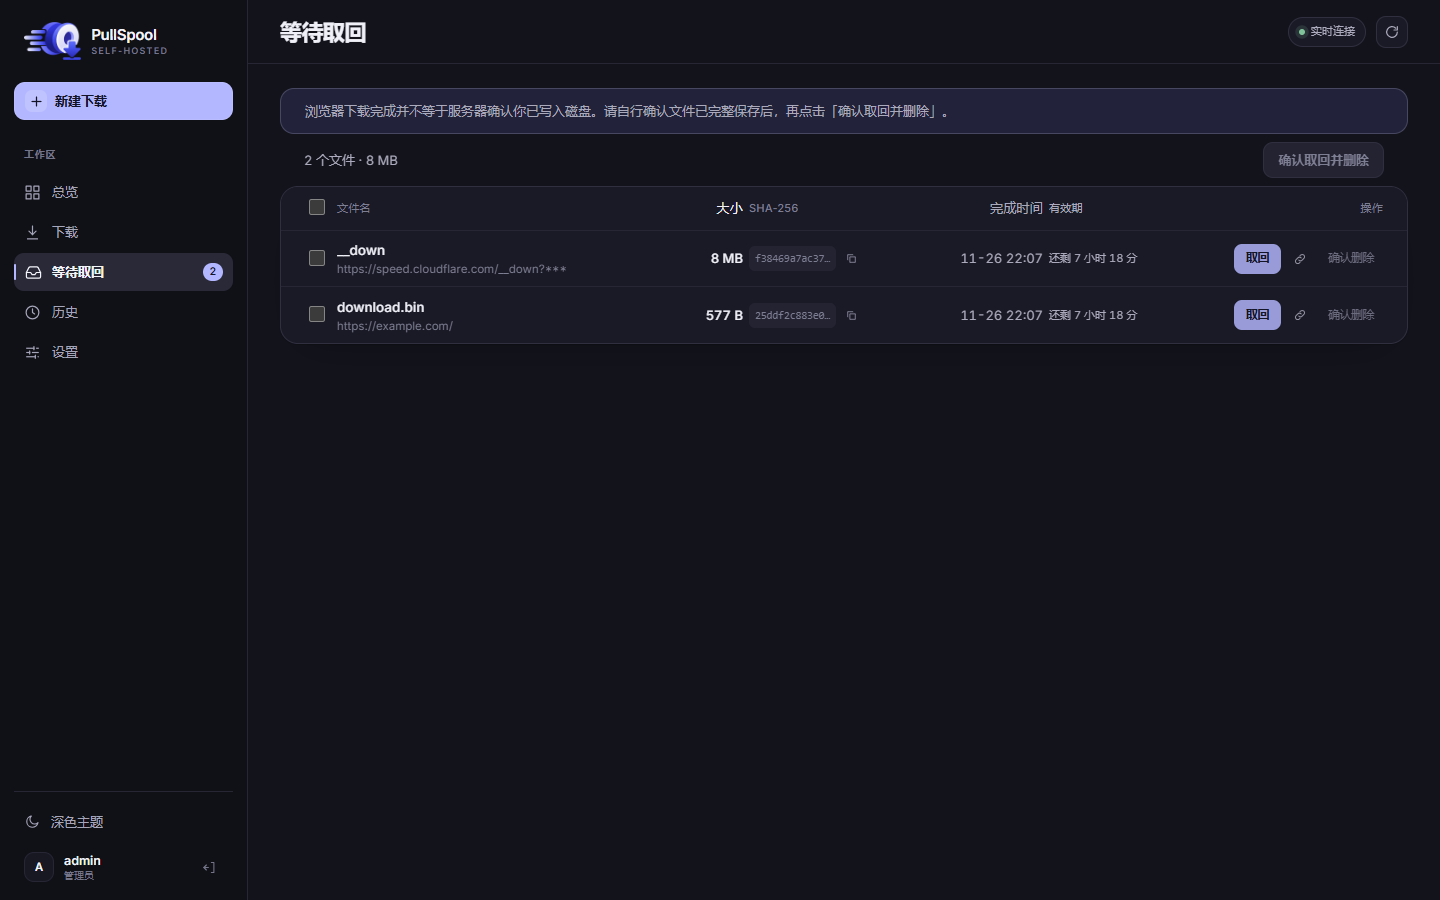 PullSpool
SELF-HOSTED
新建下载
工作区
总览
下载
等待取回 2
历史
设置
深色主题
A admin
管理员
等待取回
实时连接
浏览器下载完成并不等于服务器确认你已写入磁盘。请自行确认文件已完整保存后，再点击「确认取回并删除」。
2 个文件 · 8 MB
确认取回并删除
文件名 大小 SHA-256 完成时间 有效期 操作
__down
https://speed.cloudflare.com/__down?***
8 MB f38469a7ac37… 11-26 22:07 还剩 7 小时 18 分 取回 确认删除
download.bin
https://example.com/
577 B 25ddf2c883e0… 11-26 22:07 还剩 7 小时 18 分 取回 确认删除